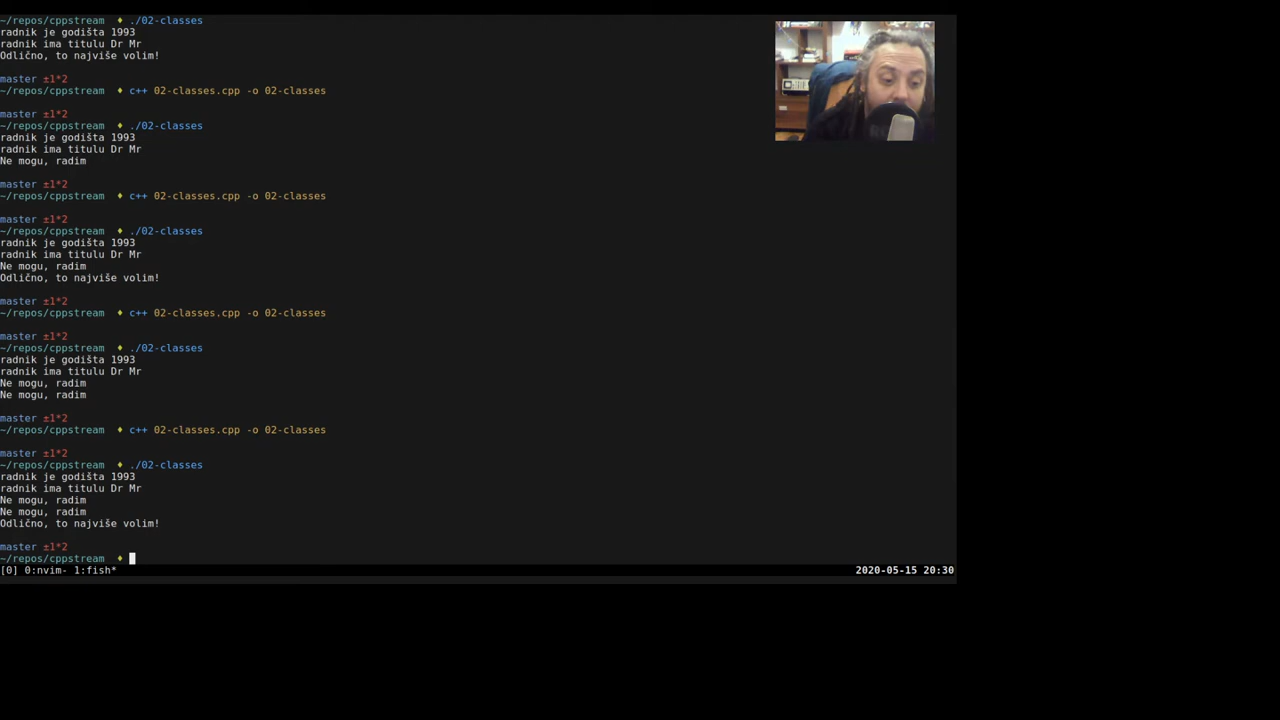 ~/repos/cppstream ♦ ./02-classes
radnik je godišta 1993
radnik ima titulu Dr Mr
Odlično, to najviše volim!
master ±1*2
~/repos/cppstream ♦ c++ 02-classes.cpp -o 02-classes
master ±1*2
~/repos/cppstream ♦ ./02-classes
radnik je godišta 1993
radnik ima titulu Dr Mr
Ne mogu, radim
master ±1*2
~/repos/cppstream ♦ c++ 02-classes.cpp -o 02-classes
master ±1*2
~/repos/cppstream ♦ ./02-classes
radnik je godišta 1993
radnik ima titulu Dr Mr
Ne mogu, radim
Odlično, to najviše volim!
master ±1*2
~/repos/cppstream ♦ c++ 02-classes.cpp -o 02-classes
master ±1*2
~/repos/cppstream ♦ ./02-classes
radnik je godišta 1993
radnik ima titulu Dr Mr
Ne mogu, radim
Ne mogu, radim
master ±1*2
~/repos/cppstream ♦ c++ 02-classes.cpp -o 02-classes
master ±1*2
~/repos/cppstream ♦ ./02-classes
radnik je godišta 1993
radnik ima titulu Dr Mr
Ne mogu, radim
Ne mogu, radim
Odlično, to najviše volim!
master ±1*2
~/repos/cppstream ♦
[0] 0:nvim- 1:fish* 2020-05-15 20:30